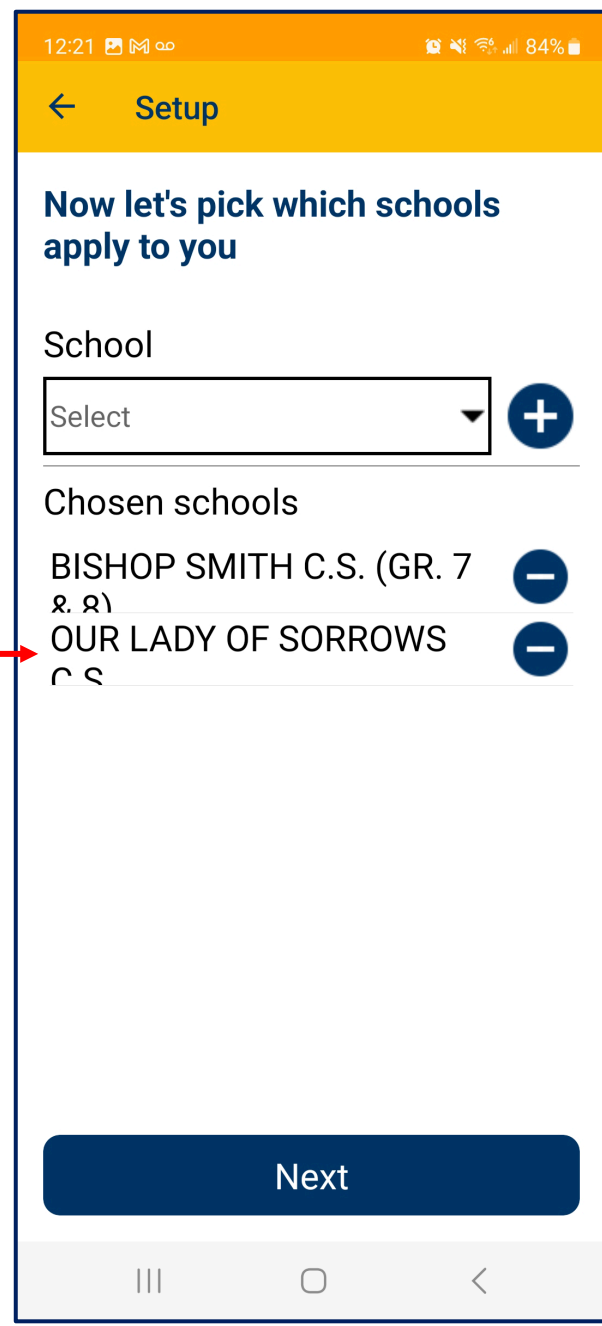 12:21 84%
Setup
Now let's pick which schools
apply to you
School
Select
Chosen schools
BISHOP SMITH C.S. (GR. 7
& 8)
OUR LADY OF SORROWS
C.S.
Next